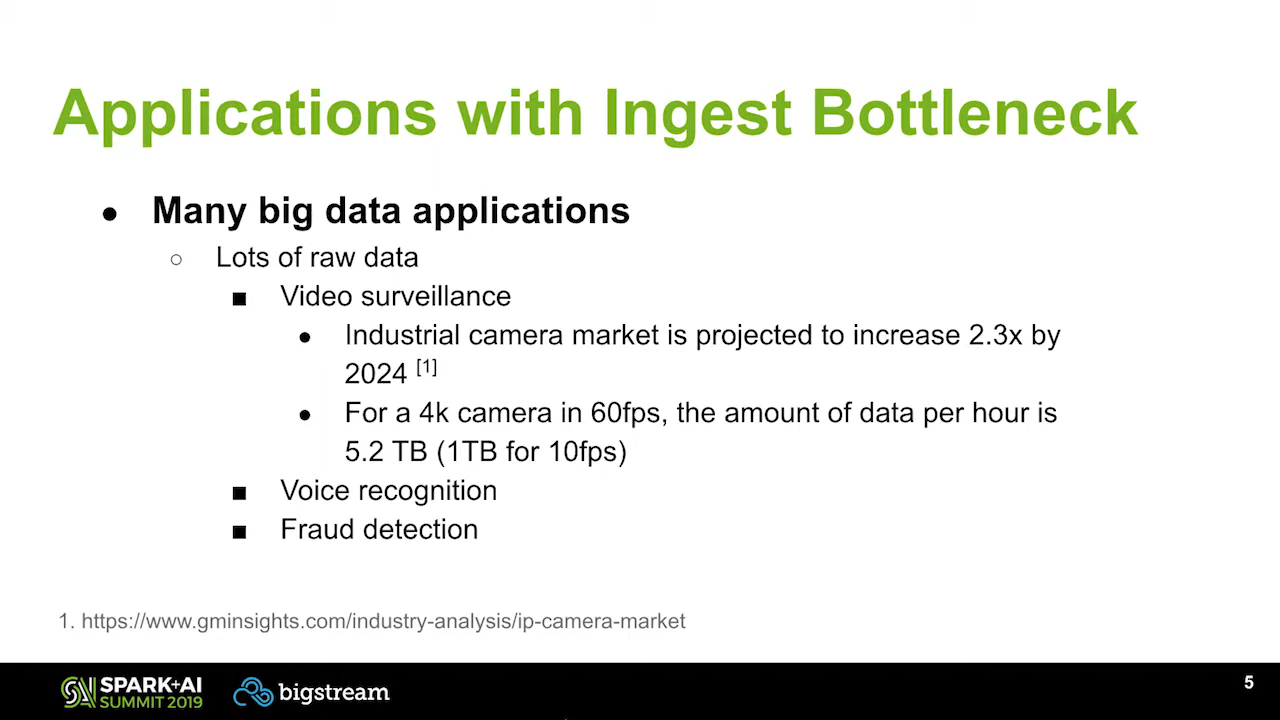 Applications with Ingest Bottleneck
● Many big data applications
○ Lots of raw data
■ Video surveillance
● Industrial camera market is projected to increase 2.3x by
2024 [1]
● For a 4k camera in 60fps, the amount of data per hour is
5.2 TB (1TB for 10fps)
■ Voice recognition
■ Fraud detection
1. https://www.gminsights.com/industry-analysis/ip-camera-market
SPARK+AI
SUMMIT 2019
bigstream
5